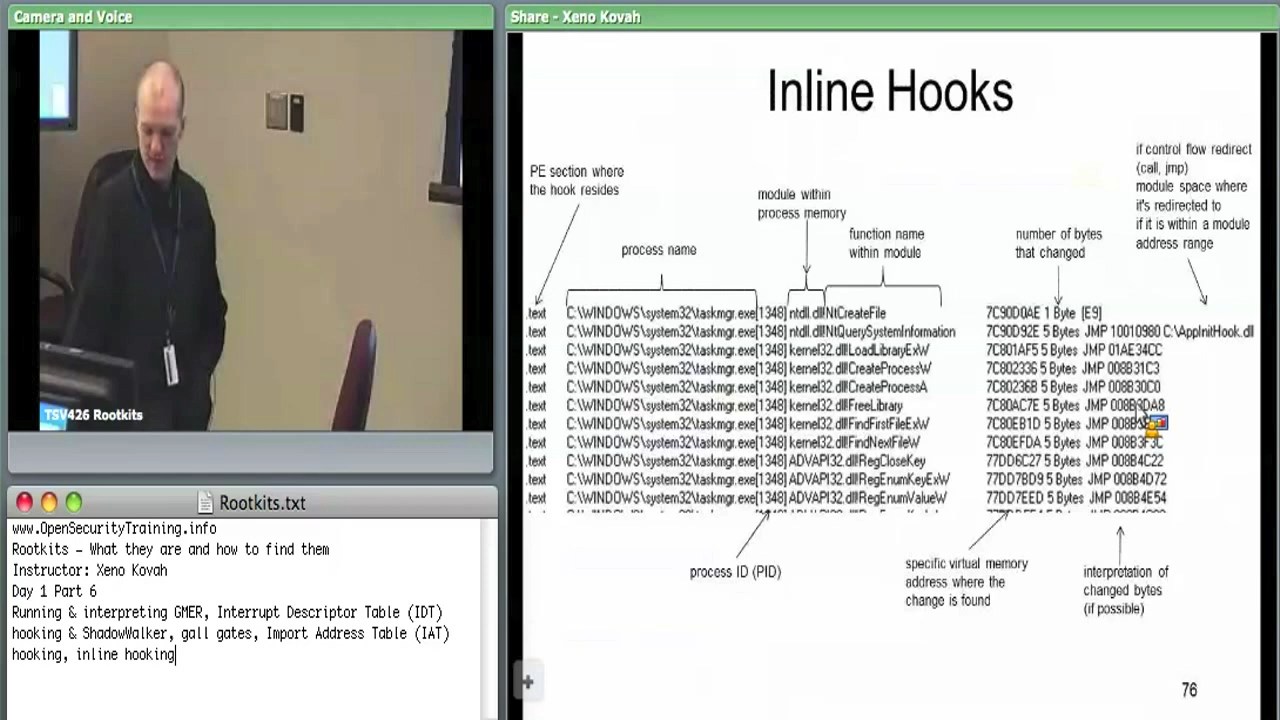 Camera and Voice
TSV426 Rootkits
Rootkits.txt
www.OpenSecurityTraining.info
Rootkits – What they are and how to find them
Instructor: Xeno Kovah
Day 1 Part 6
Running & interpreting GMER, Interrupt Descriptor Table (IDT)
hooking & ShadowWalker, gall gates, Import Address Table (IAT)
hooking, inline hooking
Share - Xeno Kovah
Inline Hooks
PE section where
the hook resides
process name
module within
process memory
function name
within module
number of bytes
that changed
if control flow redirect
(call, jmp)
module space where
it's redirected to
if it is within a module
address range
.text C:\WINDOWS\system32\taskmgr.exe[1348] ntdll.dll!NtCreateFile 7C90D0AE 1 Byte [E9]
.text C:\WINDOWS\system32\taskmgr.exe[1348] ntdll.dll!NtQuerySystemInformation 7C90D92E 5 Bytes JMP 10010980 C:\AppInitHook.dll
.text C:\WINDOWS\system32\taskmgr.exe[1348] kernel32.dll!LoadLibraryExW 7C801AF5 5 Bytes JMP 01AE34CC
.text C:\WINDOWS\system32\taskmgr.exe[1348] kernel32.dll!CreateProcessW 7C802336 5 Bytes JMP 008B31C3
.text C:\WINDOWS\system32\taskmgr.exe[1348] kernel32.dll!CreateProcessA 7C80236B 5 Bytes JMP 008B30C0
.text C:\WINDOWS\system32\taskmgr.exe[1348] kernel32.dll!FreeLibrary 7C80AC7E 5 Bytes JMP 008B3DA8
.text C:\WINDOWS\system32\taskmgr.exe[1348] kernel32.dll!FindFirstFileExW 7C80EB1D 5 Bytes JMP
.text C:\WINDOWS\system32\taskmgr.exe[1348] kernel32.dll!FindNextFileW 7C80EFDA 5 Bytes JMP 008B3F3C
.text C:\WINDOWS\system32\taskmgr.exe[1348] ADVAPI32.dll!RegCloseKey 77DD6C27 5 Bytes JMP 008B4C22
.text C:\WINDOWS\system32\taskmgr.exe[1348] ADVAPI32.dll!RegEnumKeyExW 77DD7BD9 5 Bytes JMP 008B4D72
.text C:\WINDOWS\system32\taskmgr.exe[1348] ADVAPI32.dll!RegEnumValueW 77DD7EED 5 Bytes JMP 008B4E54
process ID (PID)
specific virtual memory
address where the
change is found
interpretation of
changed bytes
(if possible)
76